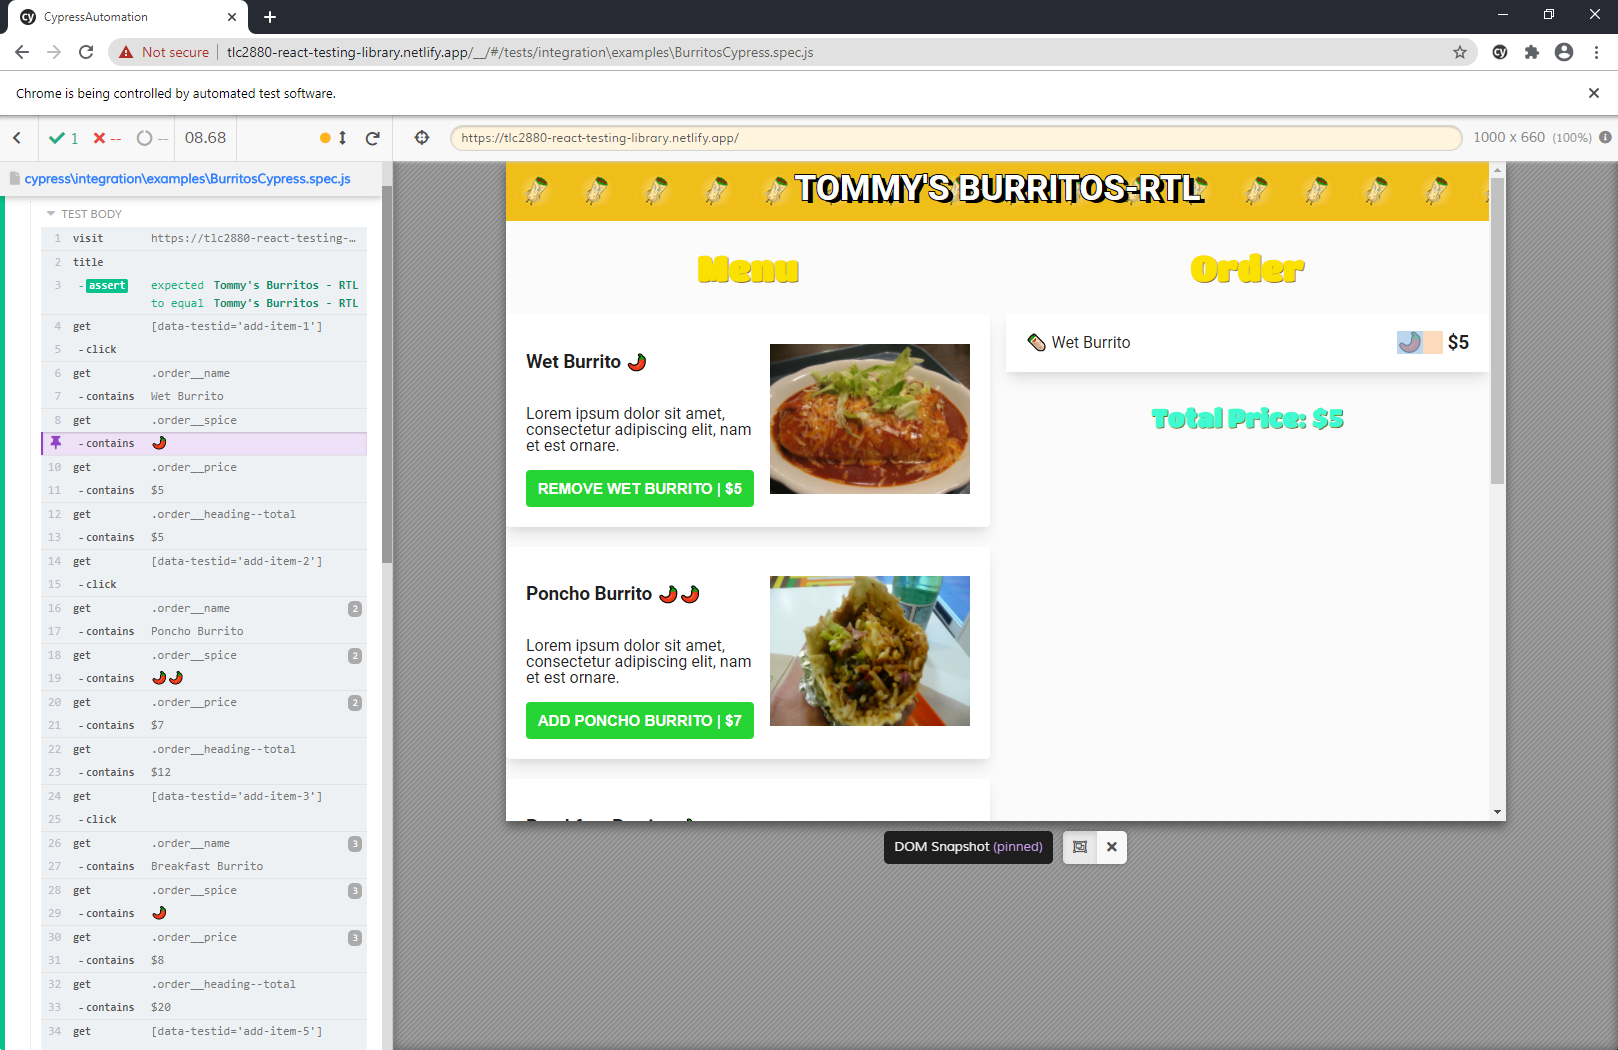 CypressAutomation
Not secure
tlc2880-react-testing-library.netlify.app/__/#/tests/integration\examples\BurritosCypress.spec.js
Chrome is being controlled by automated test software.
1
--
--
08.68
https://tlc2880-react-testing-library.netlify.app/
1000 x 660 (100%)
cypress\integration\examples\BurritosCypress.spec.js
TEST BODY
1 visit https://tlc2880-react-testing-…
2 title
3 -assert expected Tommy's Burritos - RTL
to equal Tommy's Burritos - RTL
4 get [data-testid='add-item-1']
5 -click
6 get .order__name
7 -contains Wet Burrito
8 get .order__spice
-contains 🌶
10 get .order__price
11 -contains $5
12 get .order__heading--total
13 -contains $5
14 get [data-testid='add-item-2']
15 -click
16 get .order__name 2
17 -contains Poncho Burrito
18 get .order__spice 2
19 -contains 🌶🌶
20 get .order__price 2
21 -contains $7
22 get .order__heading--total
23 -contains $12
24 get [data-testid='add-item-3']
25 -click
26 get .order__name 3
27 -contains Breakfast Burrito
28 get .order__spice 3
29 -contains 🌶
30 get .order__price 3
31 -contains $8
32 get .order__heading--total
33 -contains $20
34 get [data-testid='add-item-5']
TOMMY'S BURRITOS-RTL
Menu
Wet Burrito 🌶
Lorem ipsum dolor sit amet,
consectetur adipiscing elit, nam
et est ornare.
REMOVE WET BURRITO | $5
Poncho Burrito 🌶🌶
Lorem ipsum dolor sit amet,
consectetur adipiscing elit, nam
et est ornare.
ADD PONCHO BURRITO | $7
Order
🌯 Wet Burrito 🌶 $5
Total Price: $5
DOM Snapshot (pinned)